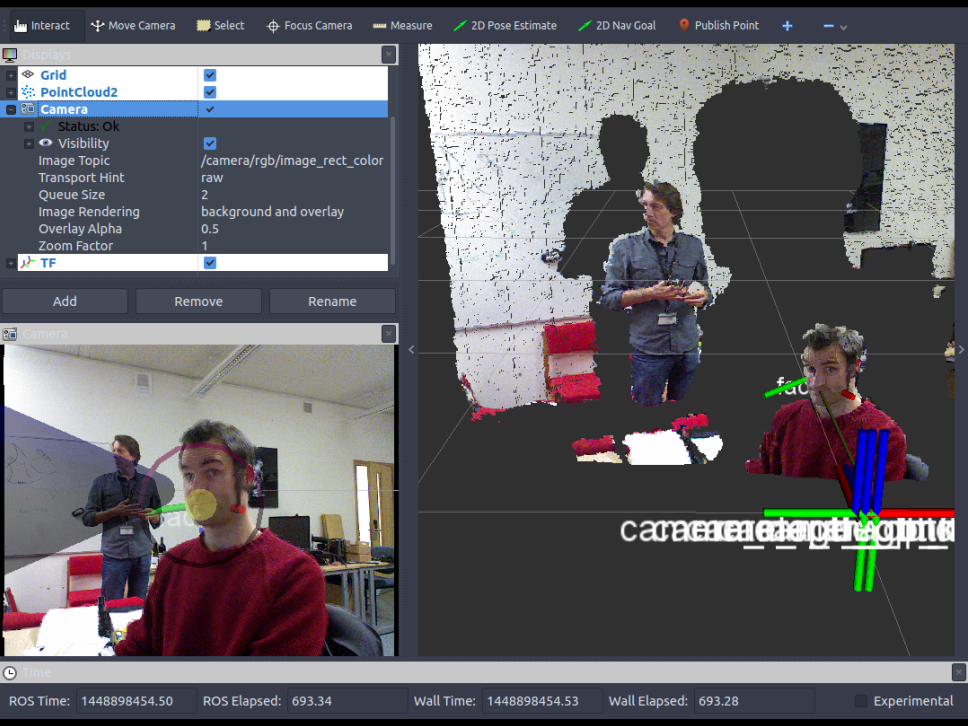 Interact Move Camera Select Focus Camera Measure 2D Pose Estimate 2D Nav Goal Publish Point
Displays
Grid
PointCloud2
Camera
Status: Ok
Visibility
Image Topic /camera/rgb/image_rect_color
Transport Hint raw
Queue Size 2
Image Rendering background and overlay
Overlay Alpha 0.5
Zoom Factor 1
TF
Add Remove Rename
Camera
Time
ROS Time: 1448898454.50 ROS Elapsed: 693.34 Wall Time: 1448898454.53 Wall Elapsed: 693.28 Experimental